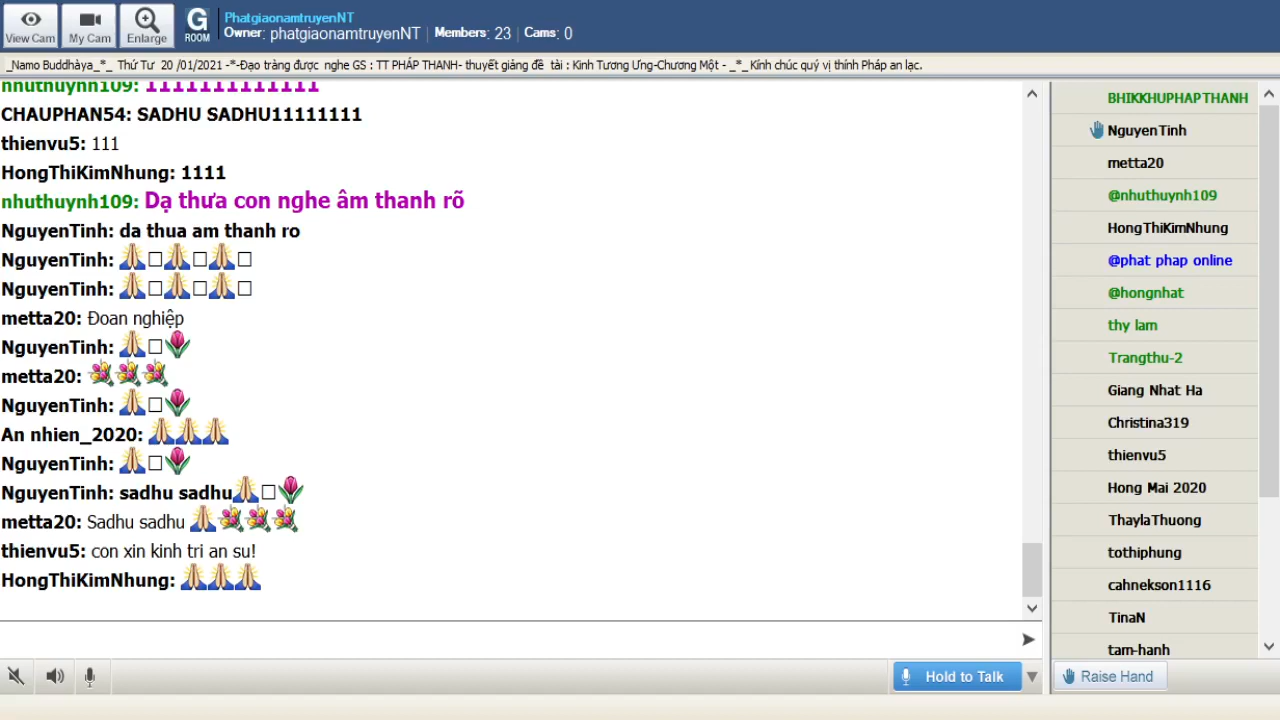 View Cam
My Cam
Enlarge
G
ROOM
PhatgiaonamtruyenNT
Owner: phatgiaonamtruyenNT | Members: 23 | Cams: 0
_Namo Buddhàya_*_ Thứ Tư 20 /01/2021 -*-Đạo tràng được nghe GS : TT PHÁP THANH- thuyết giảng đề tài : Kinh Tương Ưng-Chương Một - _*_Kính chúc quý vị thính Pháp an lạc.
nhuthuynh109: 1111111111111
CHAUPHAN54: SADHU SADHU11111111
thienvu5: 111
HongThiKimNhung: 1111
nhuthuynh109: Dạ thưa con nghe âm thanh rõ
NguyenTinh: da thua am thanh ro
NguyenTinh: 🙏□🙏□🙏□
NguyenTinh: 🙏□🙏□🙏□
metta20: Đoan nghiệp
NguyenTinh: 🙏□🌷
metta20: 💐💐💐
NguyenTinh: 🙏□🌷
An nhien_2020: 🙏🙏🙏
NguyenTinh: 🙏□🌷
NguyenTinh: sadhu sadhu🙏□🌷
metta20: Sadhu sadhu 🙏💐💐💐
thienvu5: con xin kinh tri an su!
HongThiKimNhung: 🙏🙏🙏
Hold to Talk
BHIKKHUPHAPTHANH
NguyenTinh
metta20
@nhuthuynh109
HongThiKimNhung
@phat phap online
@hongnhat
thy lam
Trangthu-2
Giang Nhat Ha
Christina319
thienvu5
Hong Mai 2020
ThaylaThuong
tothiphung
cahnekson1116
TinaN
tam-hanh
Raise Hand